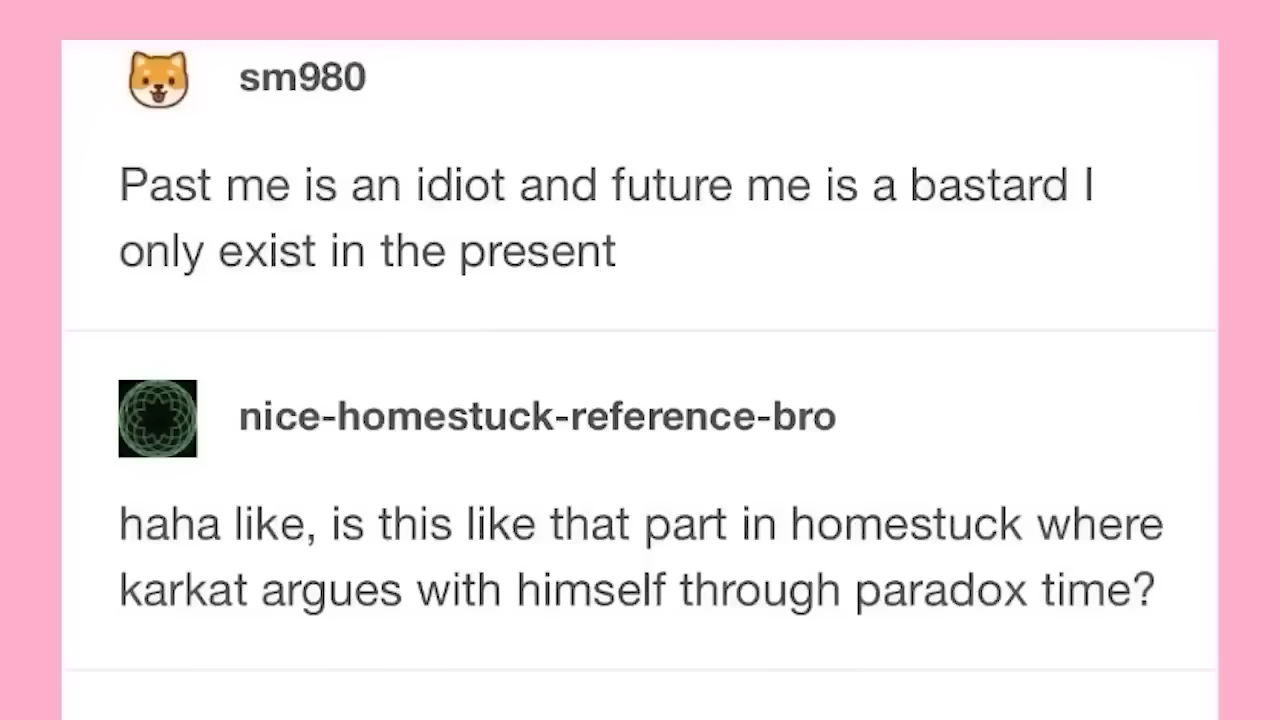 sm980
Past me is an idiot and future me is a bastard I
only exist in the present
nice-homestuck-reference-bro
haha like, is this like that part in homestuck where
karkat argues with himself through paradox time?